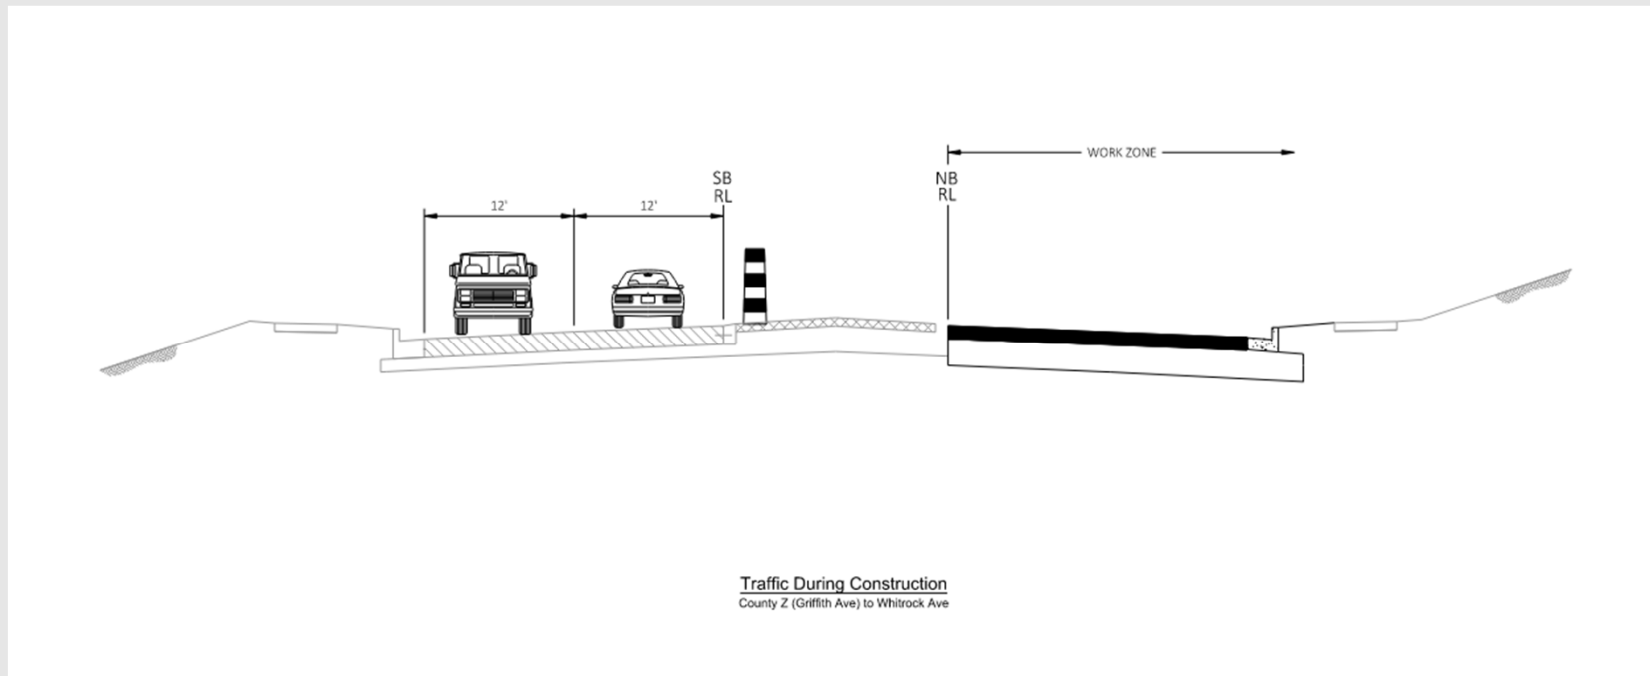 WORK ZONE
SB
RL
NB
RL
12'
12'
Traffic During Construction
County Z (Griffith Ave) to Whitrock Ave